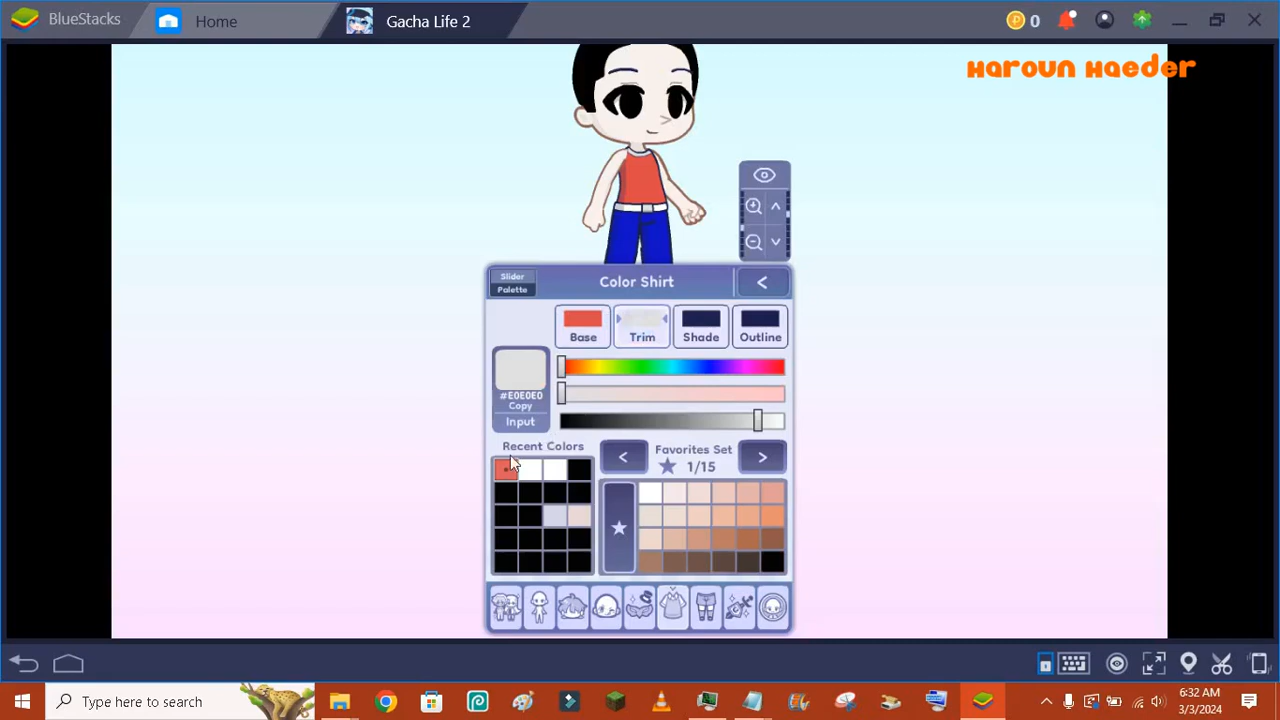 BlueStacks
Home
Gacha Life 2
0
Haroun Haeder
Slider
Palette
Color Shirt
<
Base
Trim
Shade
Outline
#E0E0E0
Copy
Input
Recent Colors
<
Favorites Set
★ 1/15
>
Type here to search
6:32 AM
3/3/2024